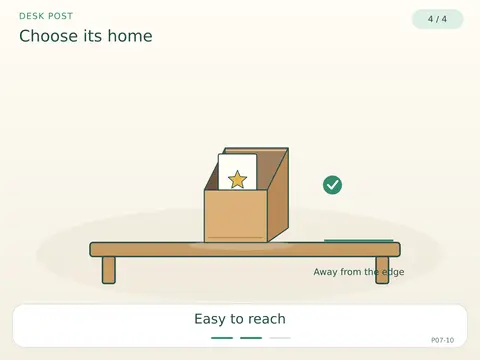 DESK POST
4 / 4
Choose its home
Away from the edge
Easy to reach
P07-10